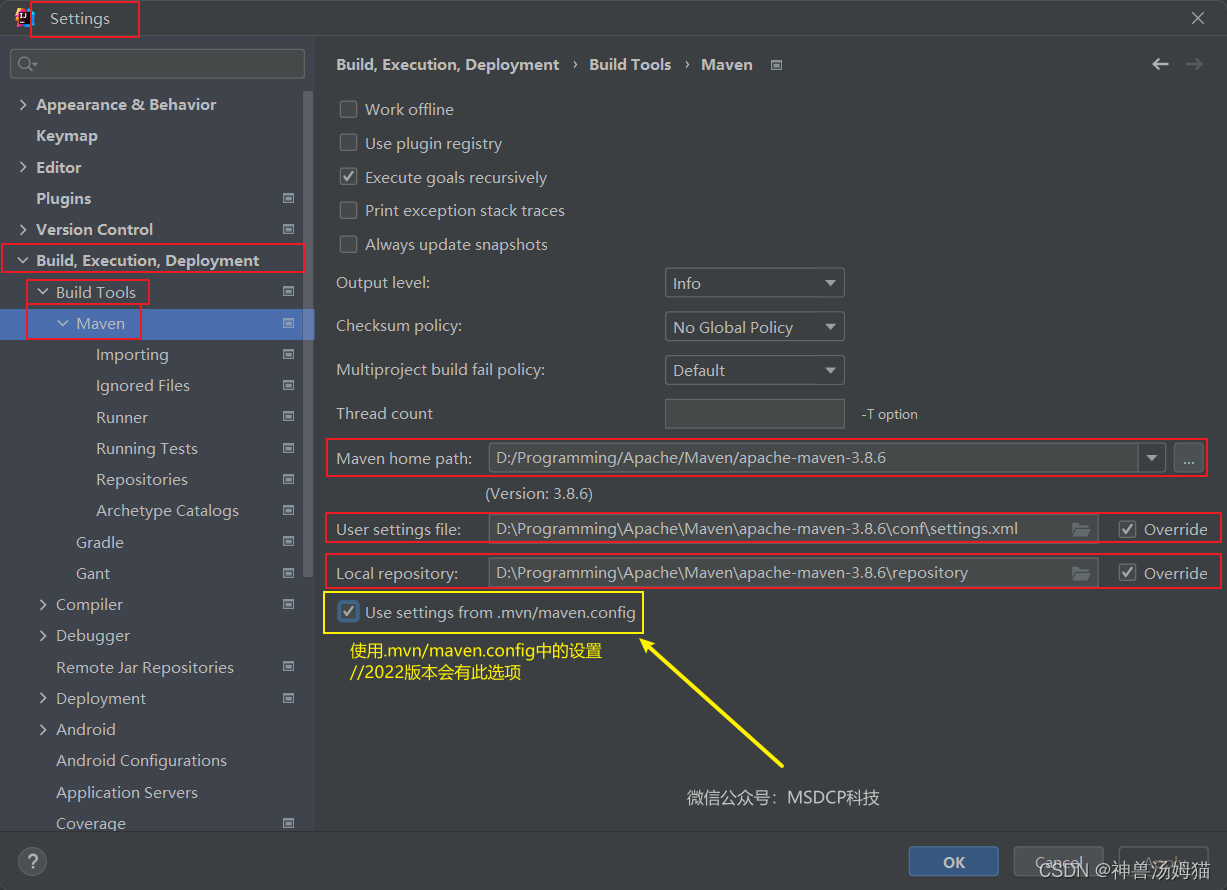 Settings
Appearance & Behavior
Keymap
Editor
Plugins
Version Control
Build, Execution, Deployment
Build Tools
Maven
Importing
Ignored Files
Runner
Running Tests
Repositories
Archetype Catalogs
Gradle
Gant
Compiler
Debugger
Remote Jar Repositories
Deployment
Android
Android Configurations
Application Servers
Coverage
Build, Execution, Deployment › Build Tools › Maven
Work offline
Use plugin registry
Execute goals recursively
Print exception stack traces
Always update snapshots
Output level: Info
Checksum policy: No Global Policy
Multiproject build fail policy: Default
Thread count -T option
Maven home path: D:/Programming/Apache/Maven/apache-maven-3.8.6 ...
(Version: 3.8.6)
User settings file: D:\Programming\Apache\Maven\apache-maven-3.8.6\conf\settings.xml Override
Local repository: D:\Programming\Apache\Maven\apache-maven-3.8.6\repository Override
Use settings from .mvn/maven.config
使用.mvn/maven.config中的设置
//2022版本会有此选项
微信公众号：MSDCP科技
? OK Cancel Apply
CSDN @神兽汤姆猫